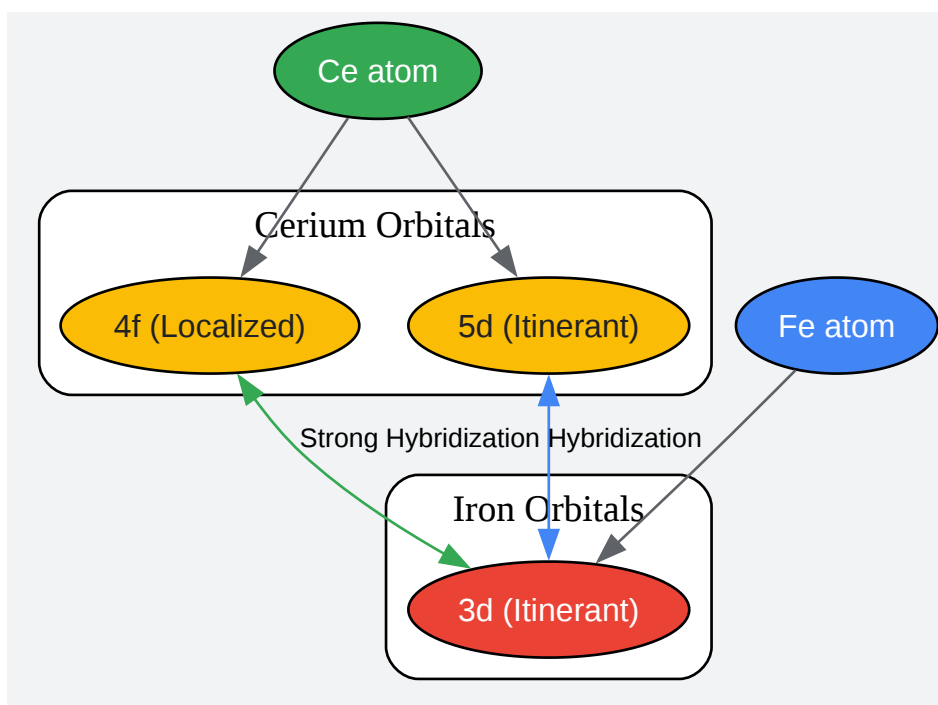 Ce atom
Cerium Orbitals
4f (Localized)
5d (Itinerant)
Fe atom
Strong Hybridization
Hybridization
Iron Orbitals
3d (Itinerant)